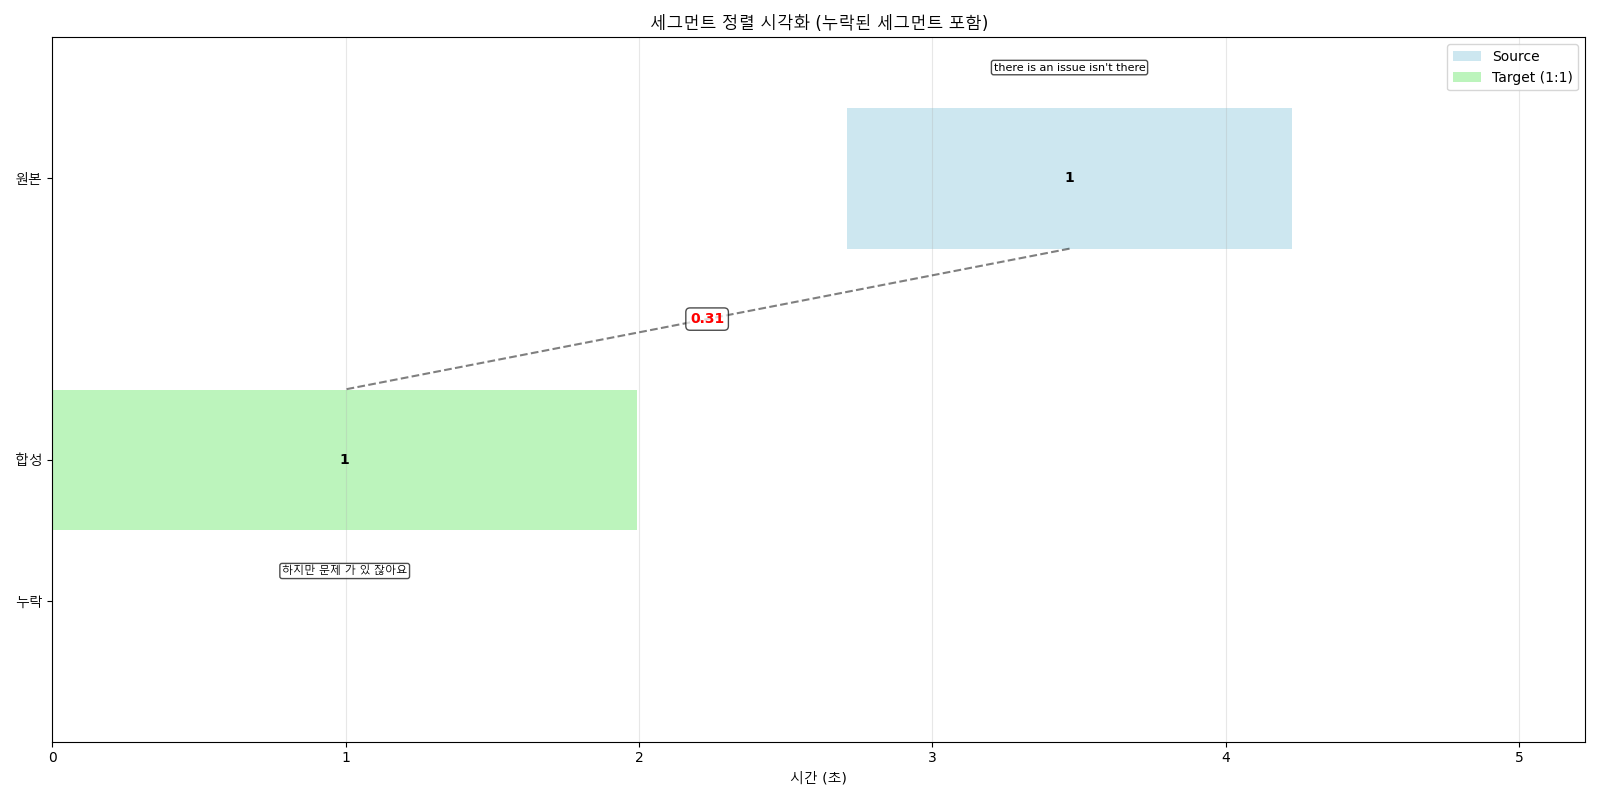 세그먼트 정렬 시각화 (누락된 세그먼트 포함)
Source
Target (1:1)
there is an issue isn't there
원본
1
0.31
합성
1
하지만 문제 가 있 잖아요
누락
0 1 2 3 4 5
시간 (초)